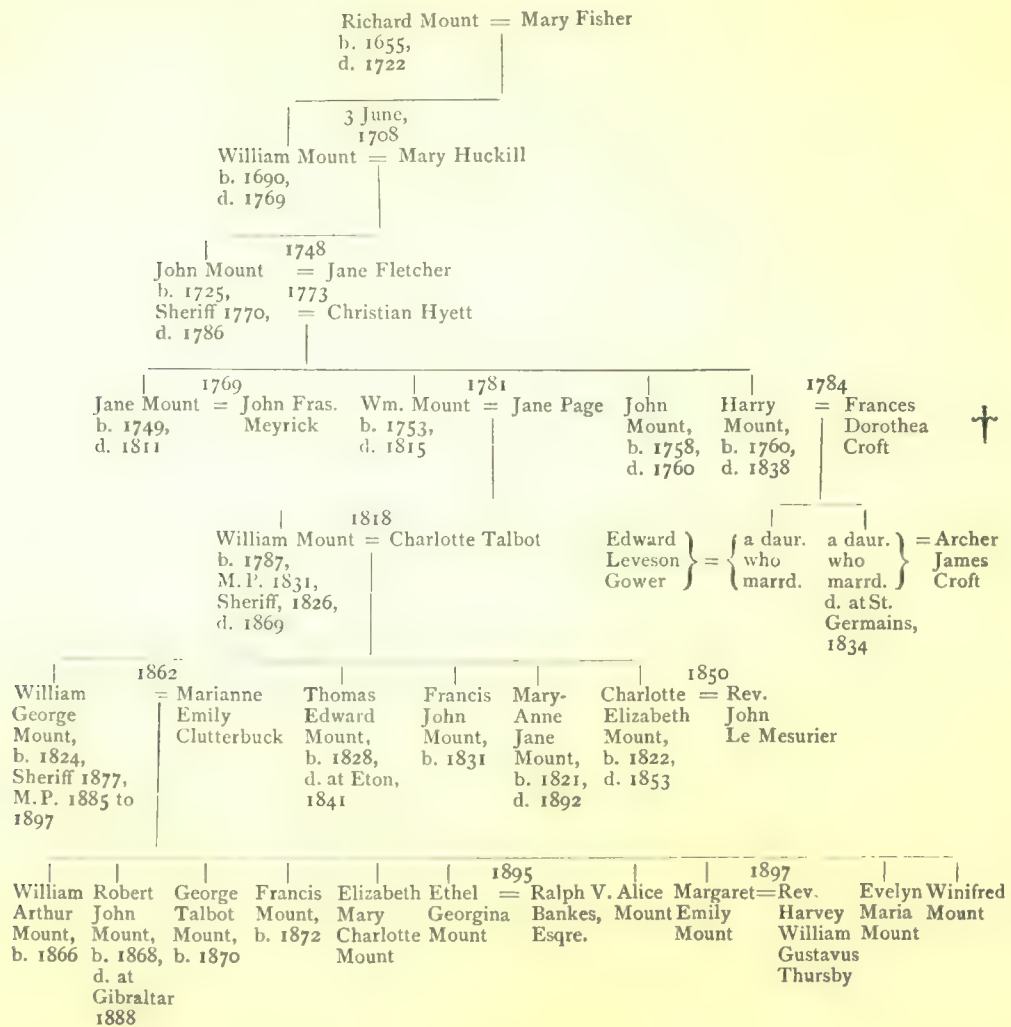 Richard Mount = Mary Fisher
b. 1655,
d. 1722
3 June,
1708
William Mount = Mary Huckill
b. 1690,
d. 1769
1748
John Mount = Jane Fletcher
b. 1725, 1773
Sheriff 1770, = Christian Hyett
d. 1786
1769 1781 1784
Jane Mount = John Fras. Wm. Mount = Jane Page John Harry = Frances
b. 1749, Meyrick b. 1753, Mount, Mount, Dorothea †
d. 1811 d. 1815 b. 1758, b. 1760, Croft
d. 1760 d. 1838
1818
William Mount = Charlotte Talbot Edward } { a daur. a daur. } = Archer
b. 1787, Leveson } = { who who } James
M.P. 1831, Gower } { marrd. marrd. } Croft
Sheriff, 1826, d. at St.
d. 1869 Germains,
1834
1862 1850
William = Marianne Thomas Francis Mary- Charlotte = Rev.
George Emily Edward John Anne Elizabeth John
Mount, Clutterbuck Mount, Mount, Jane Mount, Le Mesurier
b. 1824, b. 1828, b. 1831 Mount, b. 1822,
Sheriff 1877, d. at Eton, b. 1821, d. 1853
M.P. 1885 to 1841 d. 1892
1897
1895 1897
William Robert George Francis Elizabeth Ethel = Ralph V. Alice Margaret = Rev. Evelyn Winifred
Arthur John Talbot Mount, Mary Georgina Bankes, Mount Emily Harvey Maria Mount
Mount, Mount, Mount, b. 1872 Charlotte Mount Esqre. Mount William Mount
b. 1866 b. 1868, b. 1870 Mount Gustavus
d. at Thursby
Gibraltar
1888